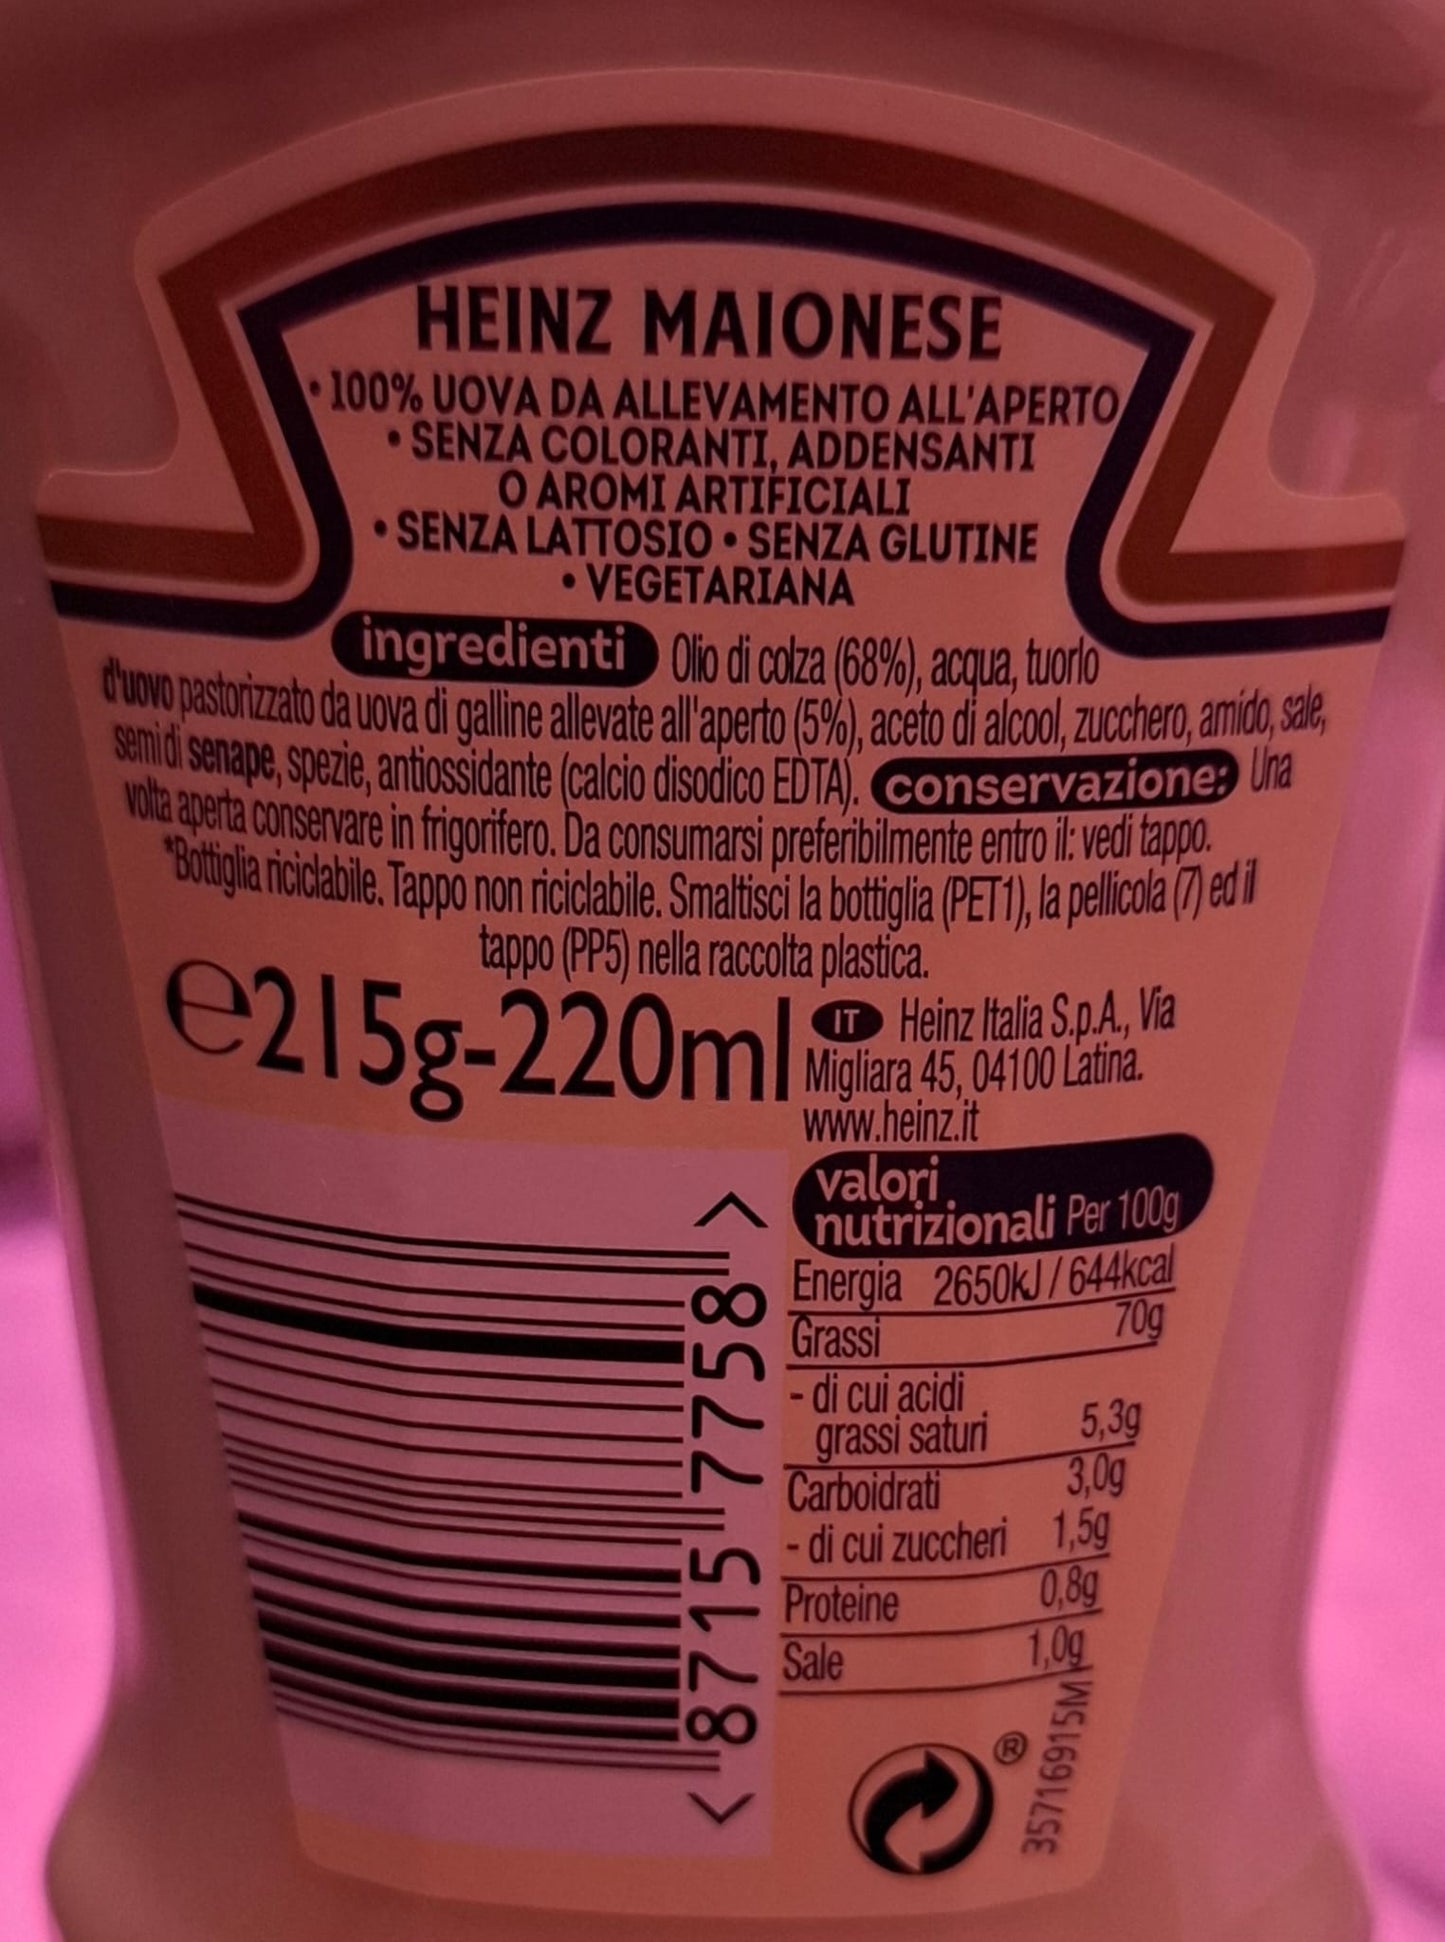 HEINZ MAIONESE
• 100% UOVA DA ALLEVAMENTO ALL'APERTO
• SENZA COLORANTI, ADDENSANTI
O AROMI ARTIFICIALI
• SENZA LATTOSIO • SENZA GLUTINE
• VEGETARIANA
ingredienti Olio di colza (68%), acqua, tuorlo
d'uovo pastorizzato da uova di galline allevate all'aperto (5%), aceto di alcool, zucchero, amido, sale,
semi di senape, spezie, antiossidante (calcio disodico EDTA). conservazione: Una
volta aperta conservare in frigorifero. Da consumarsi preferibilmente entro il: vedi tappo.
*Bottiglia riciclabile. Tappo non riciclabile. Smaltisci la bottiglia (PET1), la pellicola (7) ed il
tappo (PP5) nella raccolta plastica.
℮215g-220ml
IT Heinz Italia S.p.A., Via
Migliara 45, 04100 Latina.
www.heinz.it
valori
nutrizionali Per 100g
Energia 2650kJ / 644kcal
Grassi 70g
- di cui acidi
grassi saturi 5,3g
Carboidrati 3,0g
- di cui zuccheri 1,5g
Proteine 0,8g
Sale 1,0g
< 8715 7758 >
®
35716915M